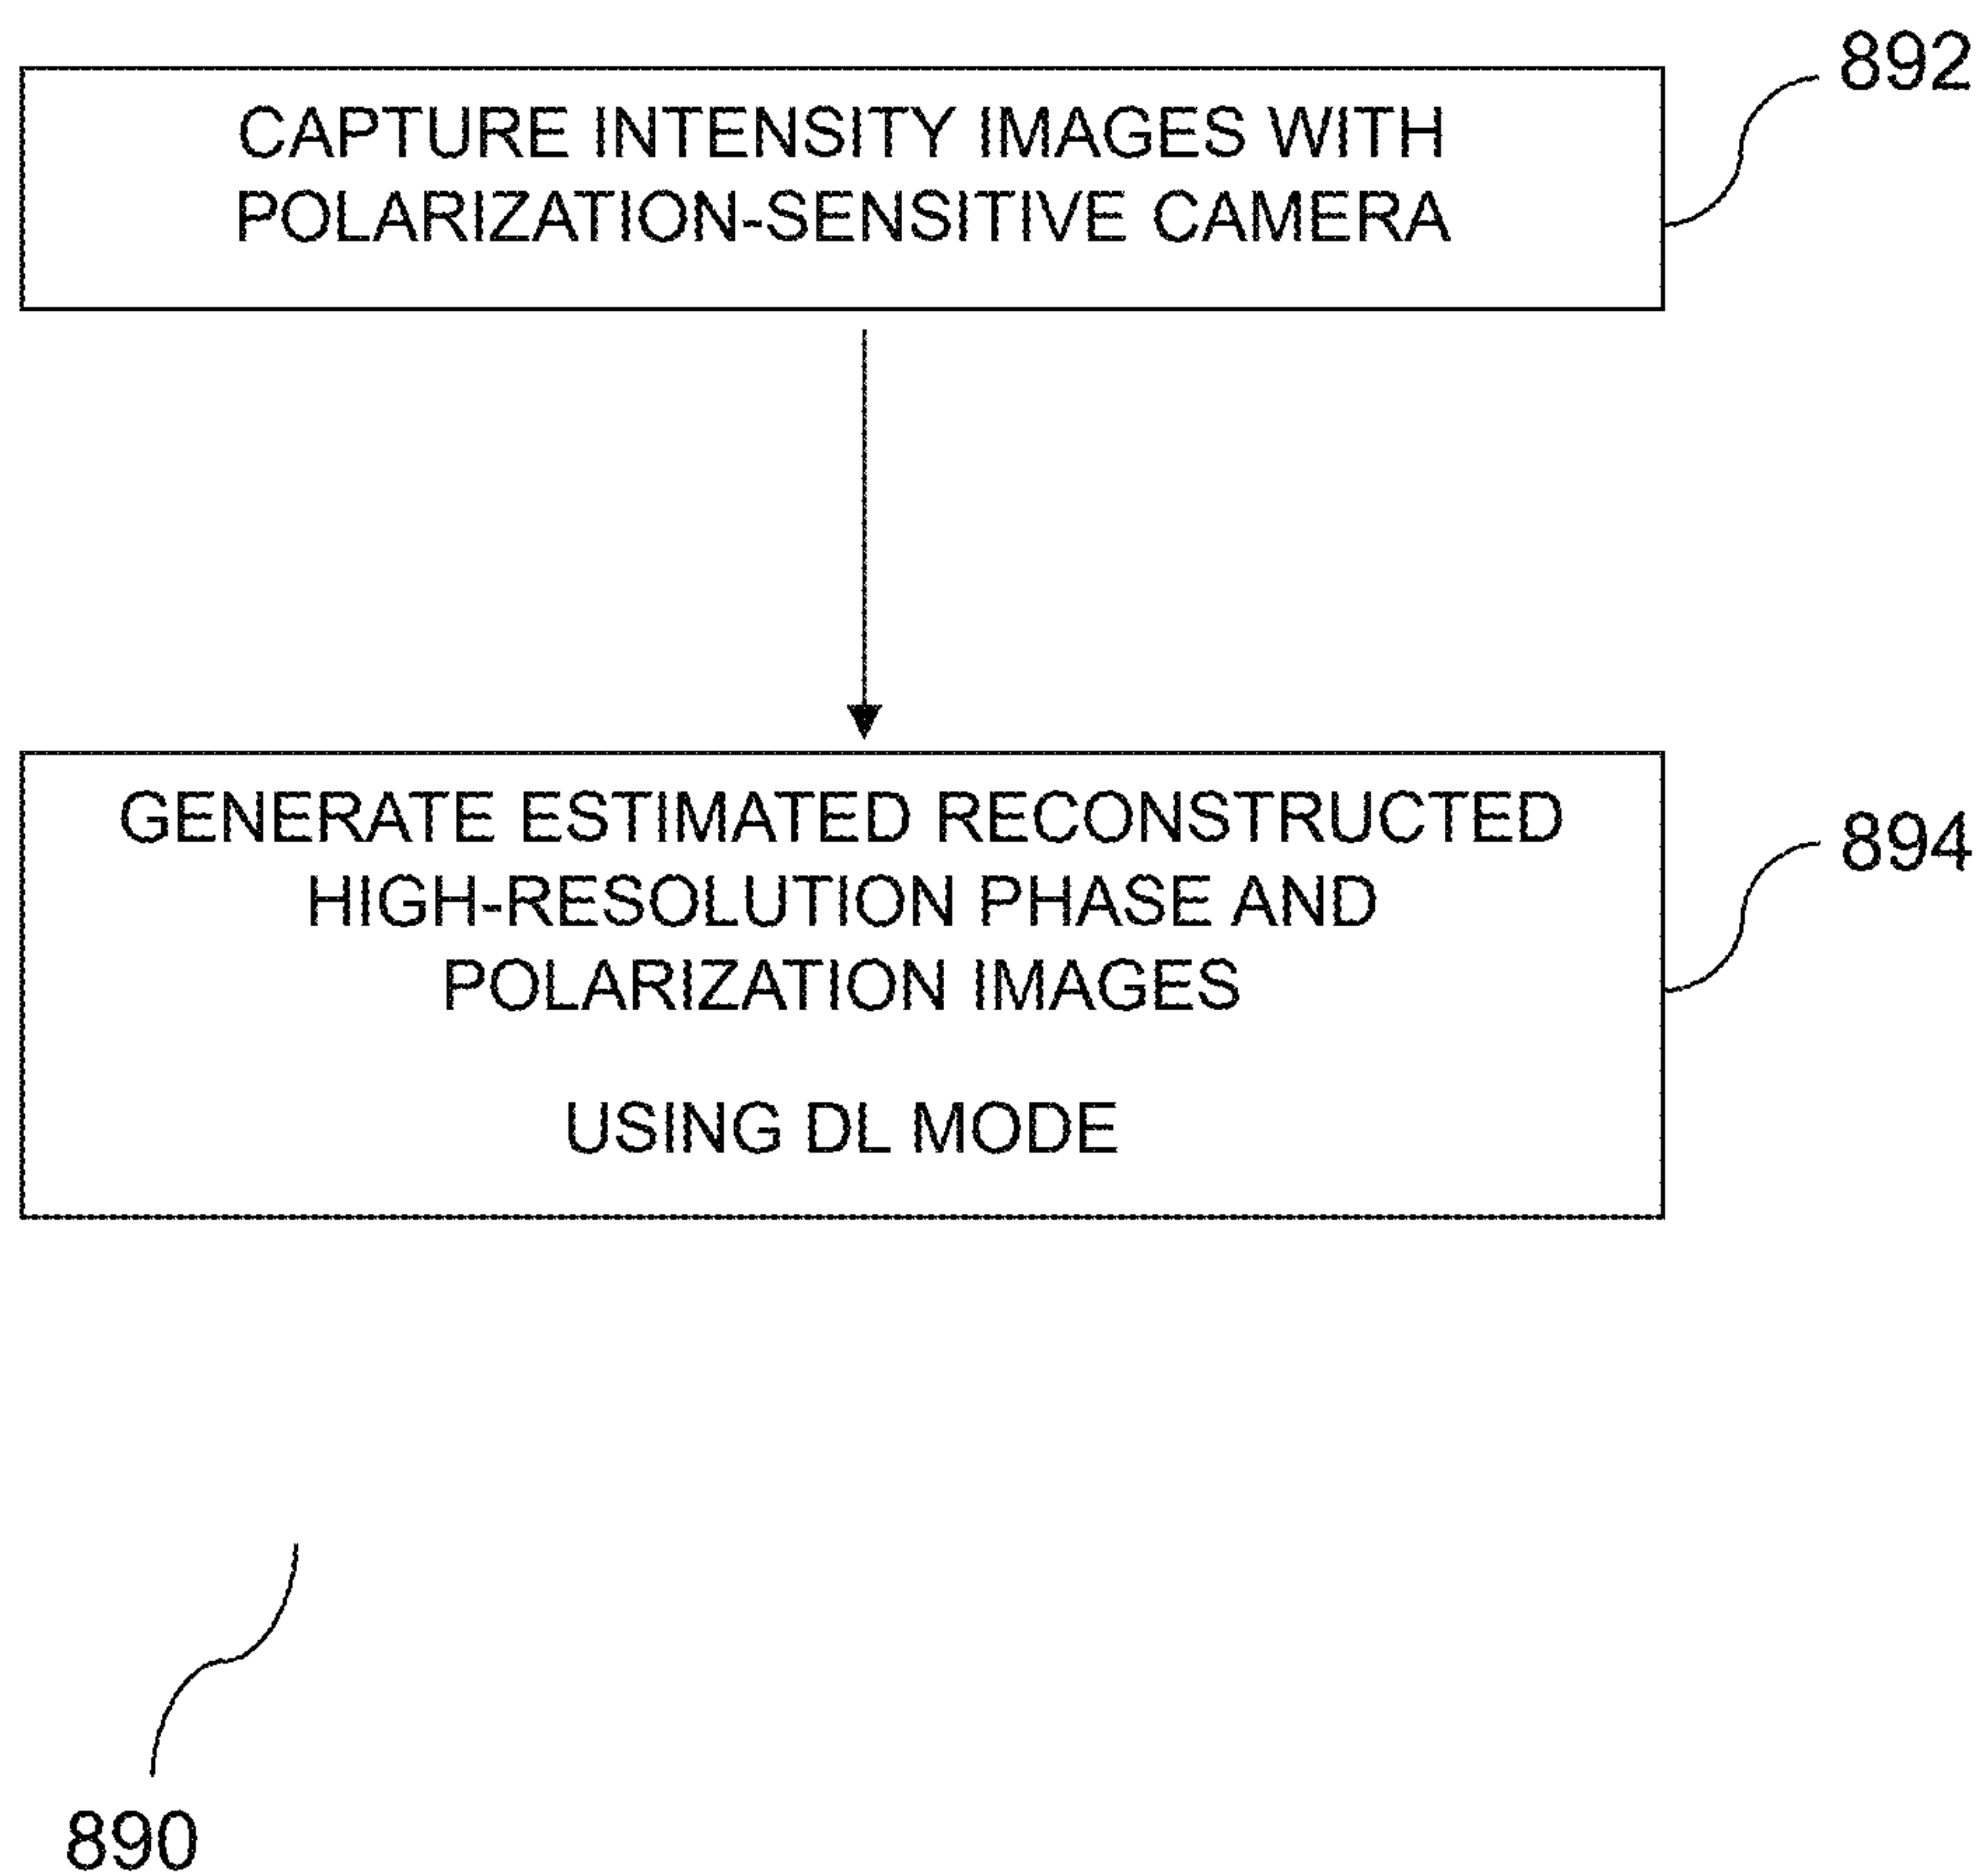 892
CAPTURE INTENSITY IMAGES WITH
POLARIZATION-SENSITIVE CAMERA
GENERATE ESTIMATED RECONSTRUCTED
HIGH-RESOLUTION PHASE AND
POLARIZATION IMAGES
USING DL MODE
894
890